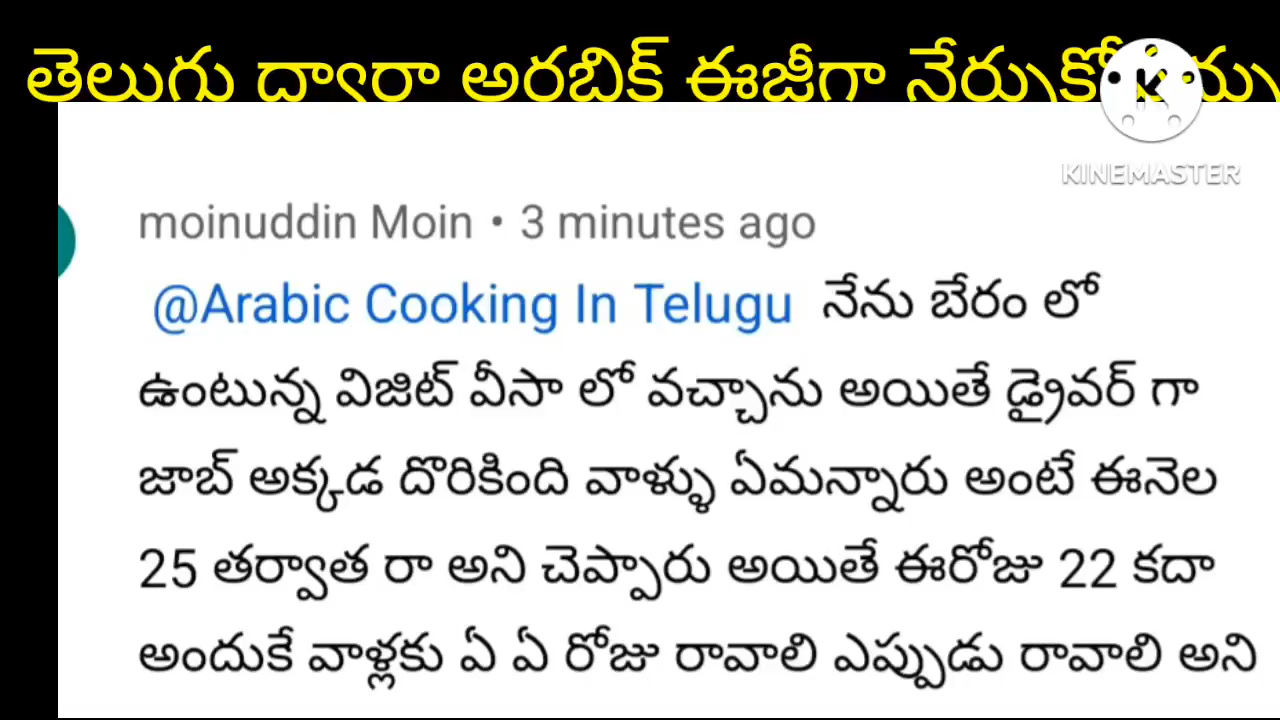 తెలుగు ద్వారా అరబిక్ ఈజీగా
KINEMASTER
moinuddin Moin • 3 minutes ago
@Arabic Cooking In Telugu నేను బేరం లో
ఉంటున్న విజిట్ వీసా లో వచ్చాను అయితే డ్రైవర్ గా
జాబ్ అక్కడ దొరికింది వాళ్ళు ఏమన్నారు అంటే ఈనెల
25 తర్వాత రా అని చెప్పారు అయితే ఈరోజు 22 కదా
అందుకే వాళ్లకు ఏ ఏ రోజు రావాలి ఎప్పుడు రావాలి అని